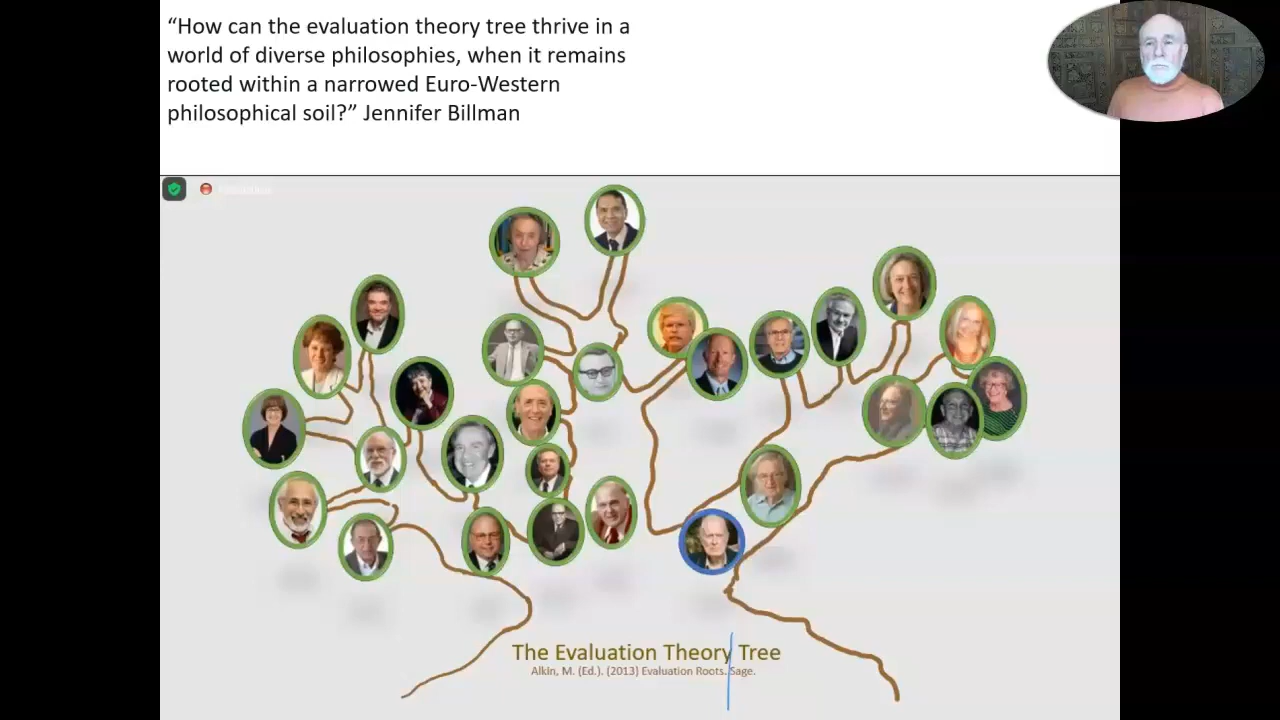 “How can the evaluation theory tree thrive in a
world of diverse philosophies, when it remains
rooted within a narrowed Euro-Western
philosophical soil?” Jennifer Billman
The Evaluation Theory Tree
Alkin, M. (Ed.). (2013) Evaluation Roots. Sage.